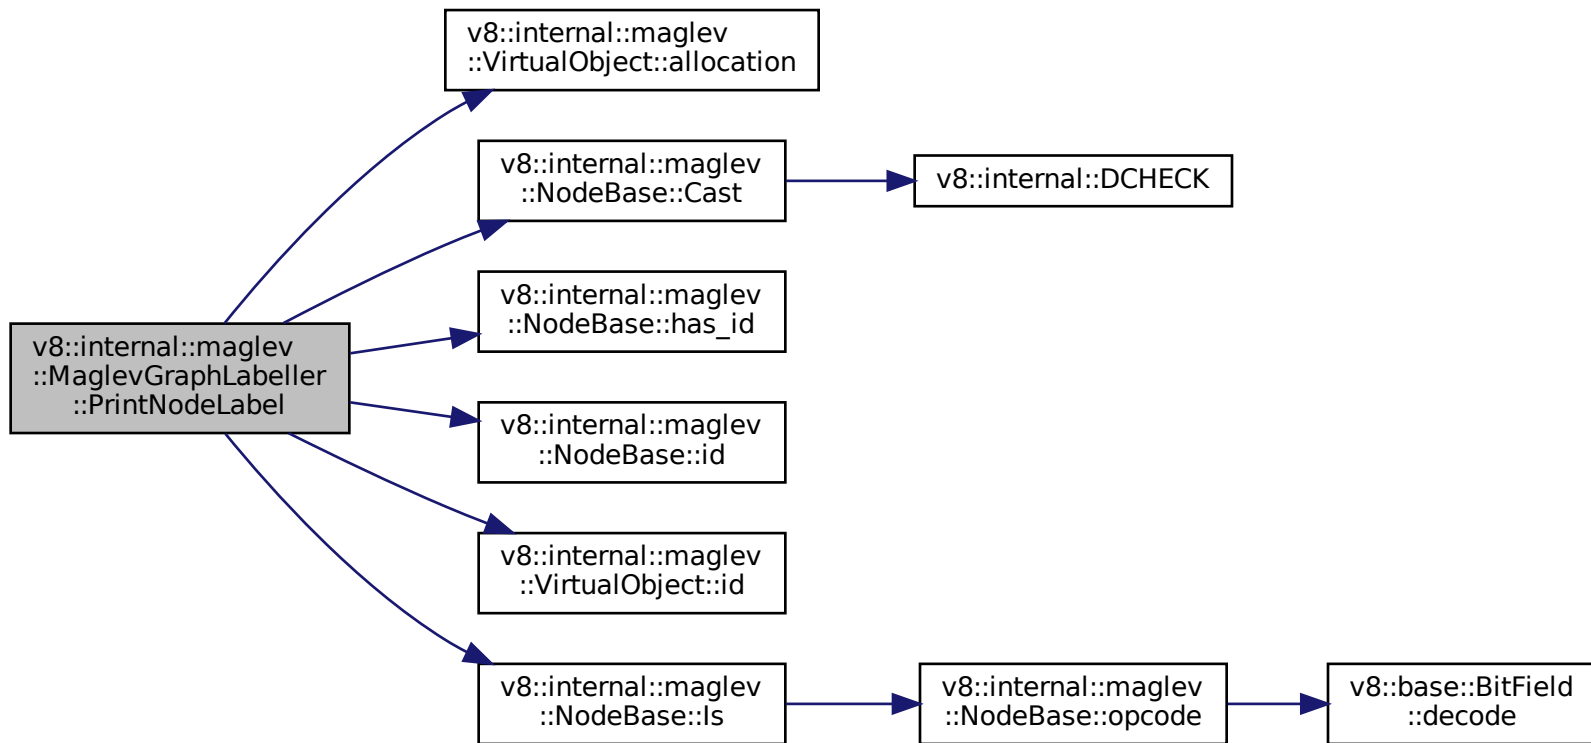 v8::internal::maglev
::VirtualObject::allocation
v8::internal::maglev
::NodeBase::Cast
v8::internal::DCHECK
v8::internal::maglev
::NodeBase::has_id
v8::internal::maglev
::MaglevGraphLabeller
::PrintNodeLabel
v8::internal::maglev
::NodeBase::id
v8::internal::maglev
::VirtualObject::id
v8::internal::maglev
::NodeBase::Is
v8::internal::maglev
::NodeBase::opcode
v8::base::BitField
::decode